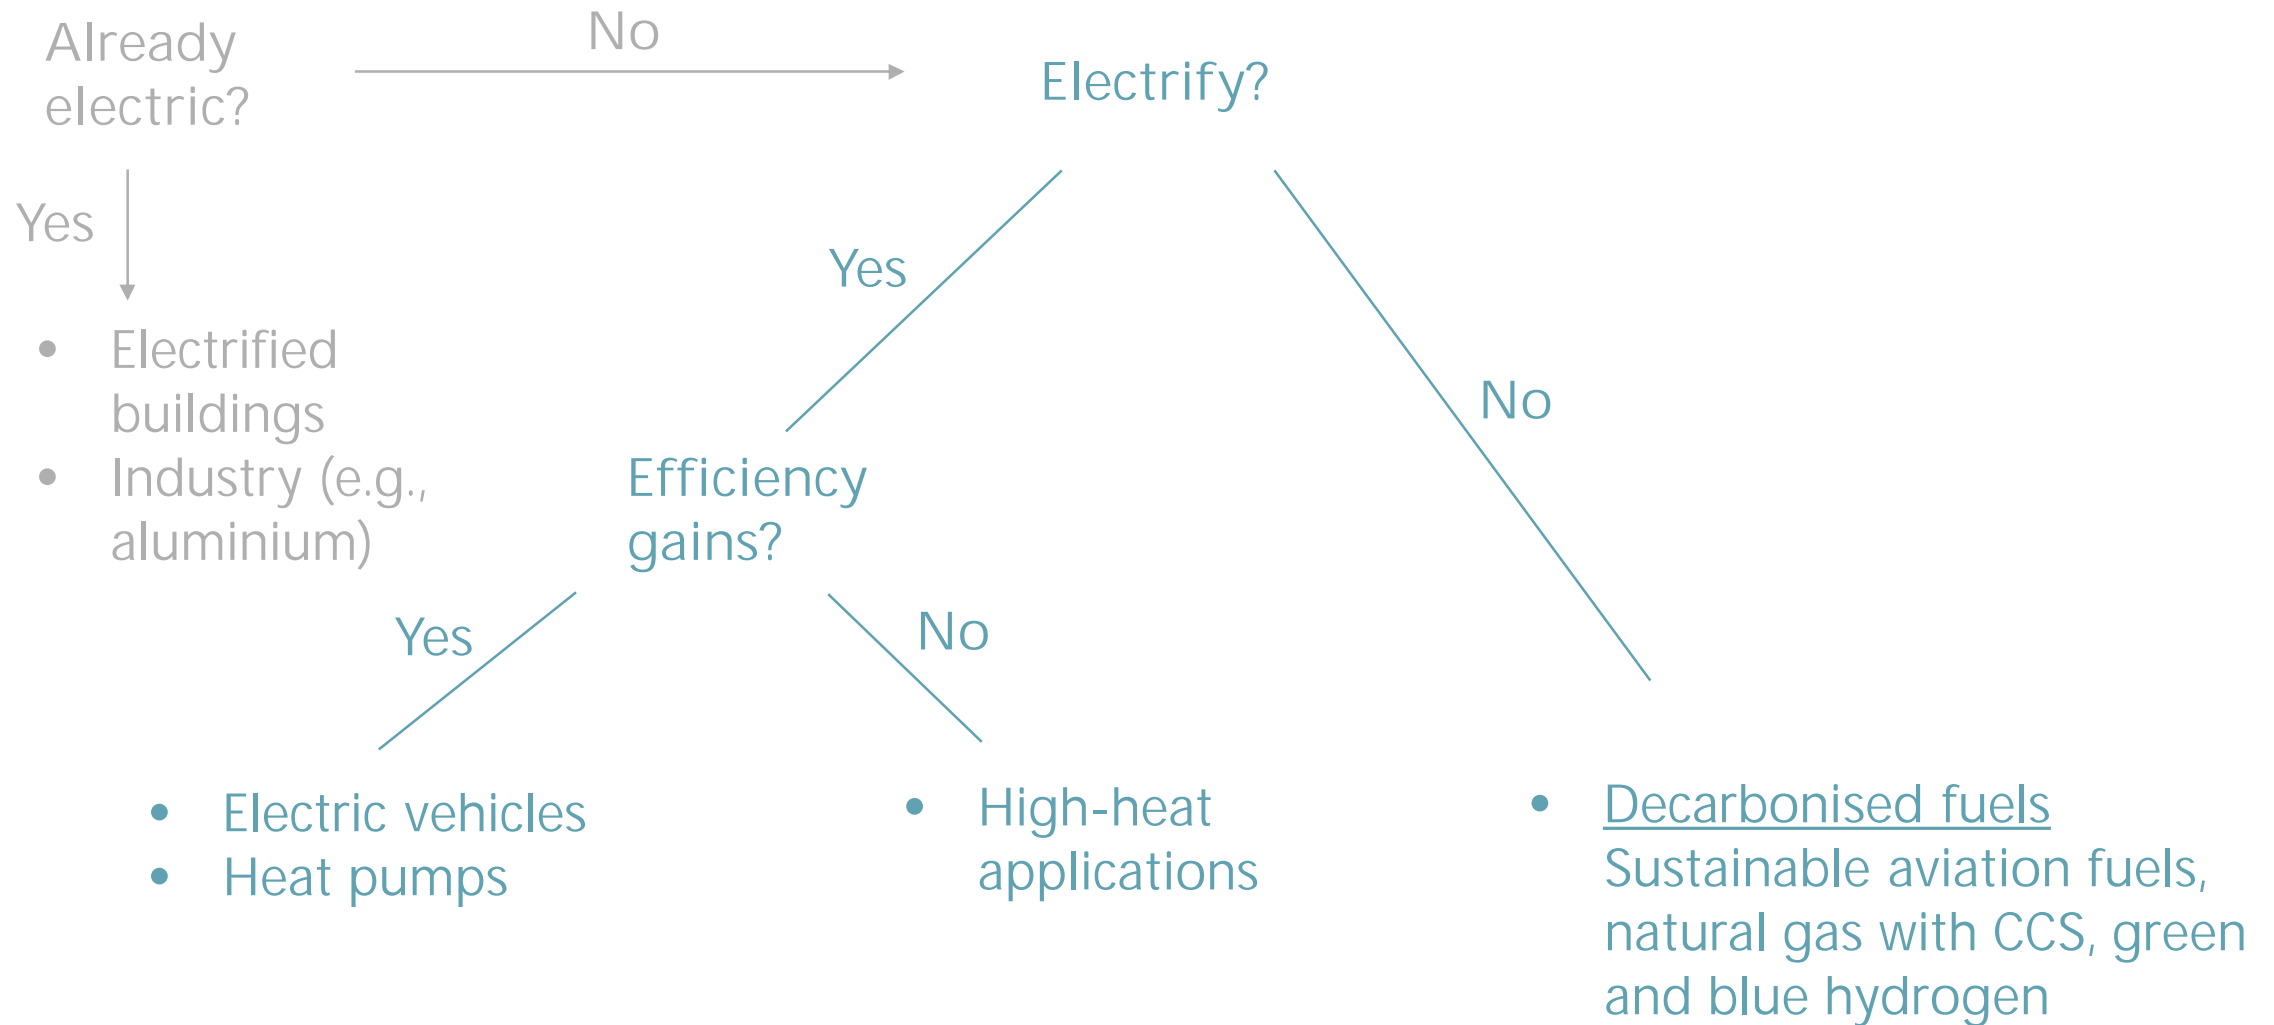 Already
electric?
No
Electrify?
Yes
Yes
No
• Electrified
buildings
• Industry (e.g.,
aluminium)
Efficiency
gains?
Yes
No
• Electric vehicles
• Heat pumps
• High-heat
applications
• Decarbonised fuels
Sustainable aviation fuels,
natural gas with CCS, green
and blue hydrogen